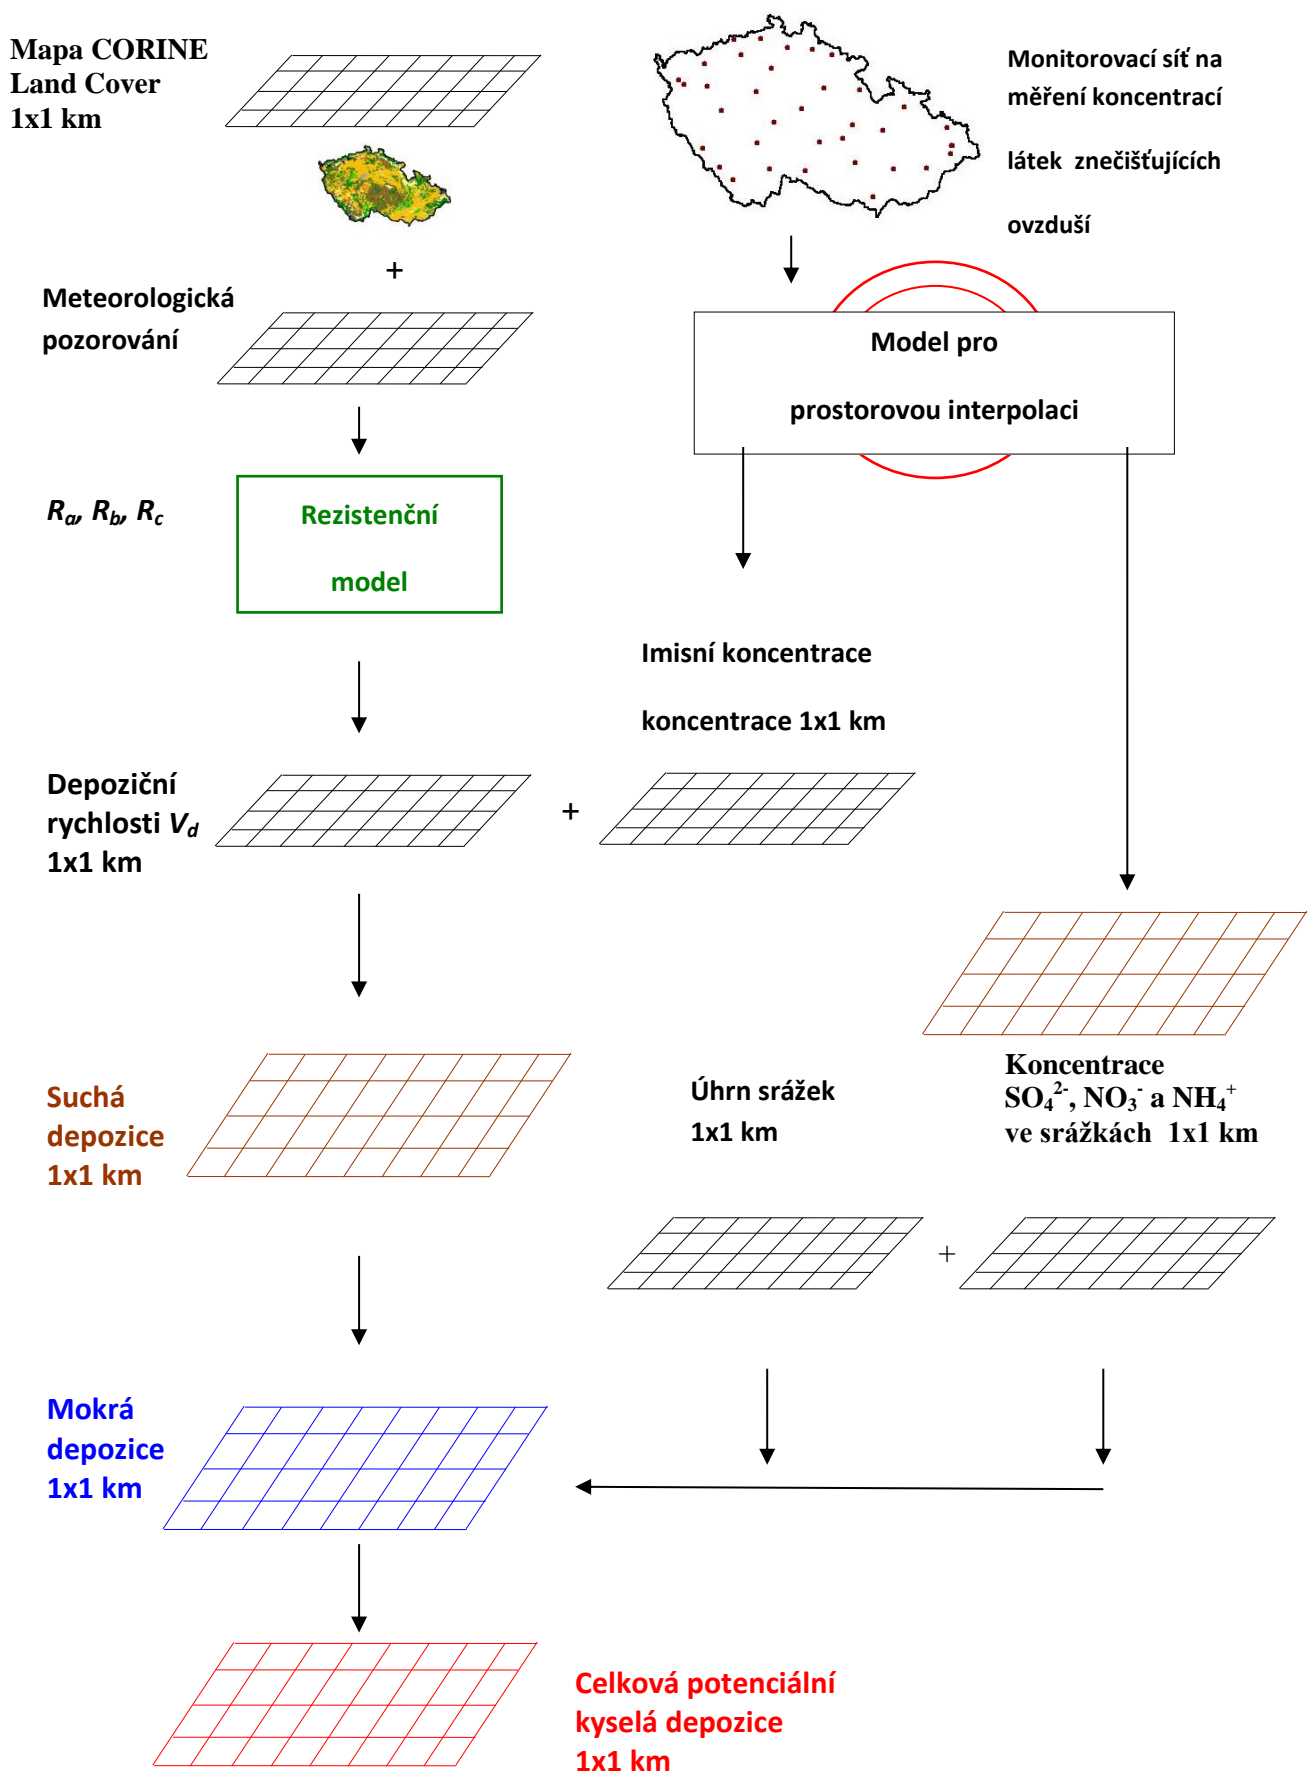 Mapa CORINE
Land Cover
1x1 km
Monitorovací síť na
měření koncentrací
látek znečišťujících
ovzduší
+
Meteorologická
pozorování
Model pro
prostorovou interpolaci
Rₐ, R_b, R_c
Rezistenční
model
Imisní koncentrace
koncentrace 1x1 km
Depoziční
rychlosti V_d
1x1 km
+
Suchá
depozice
1x1 km
Úhrn srážek
1x1 km
Koncentrace
SO₄²⁻, NO₃⁻ a NH₄⁺
ve srážkách 1x1 km
+
Mokrá
depozice
1x1 km
Celková potenciální
kyselá depozice
1x1 km